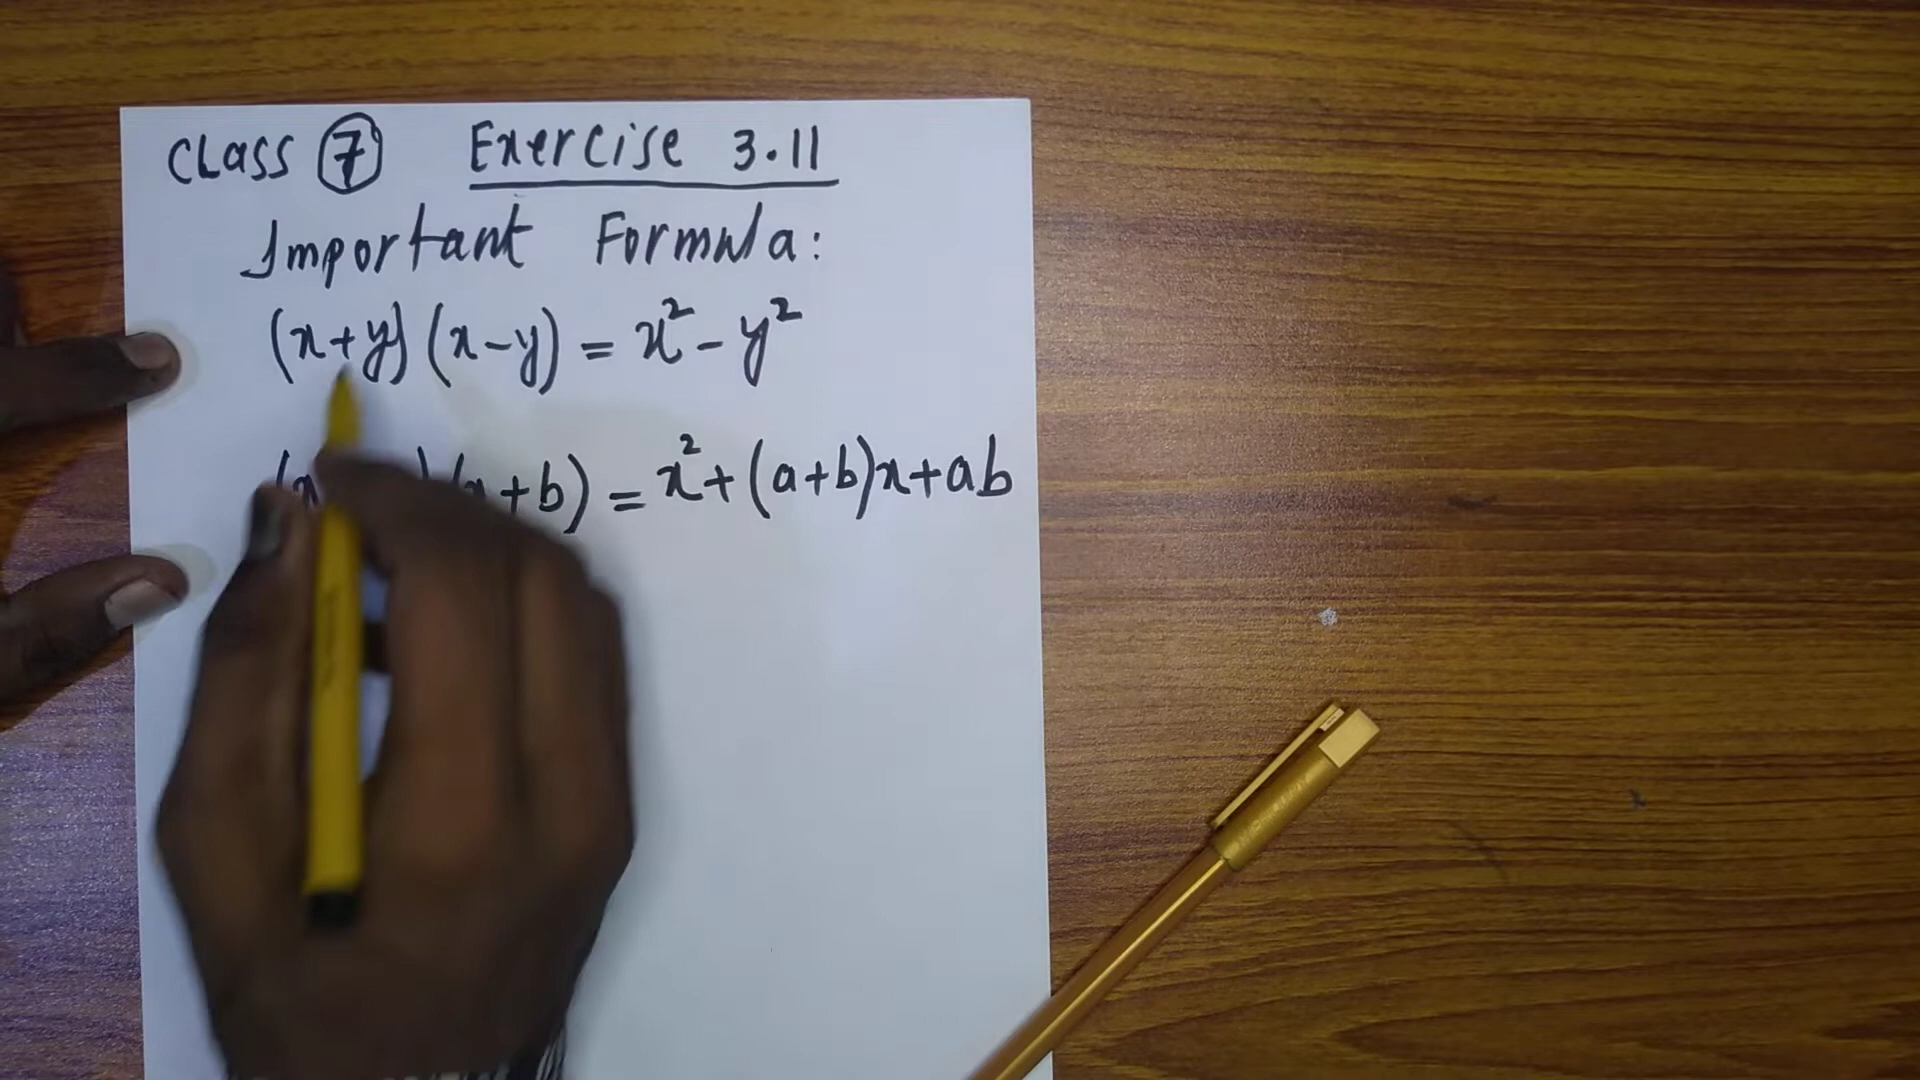 CLASS 7 Exercise 3.11
Important Formula:
(x+y)(x-y) = x² - y²
(x +b) = x² + (a+b)x + ab